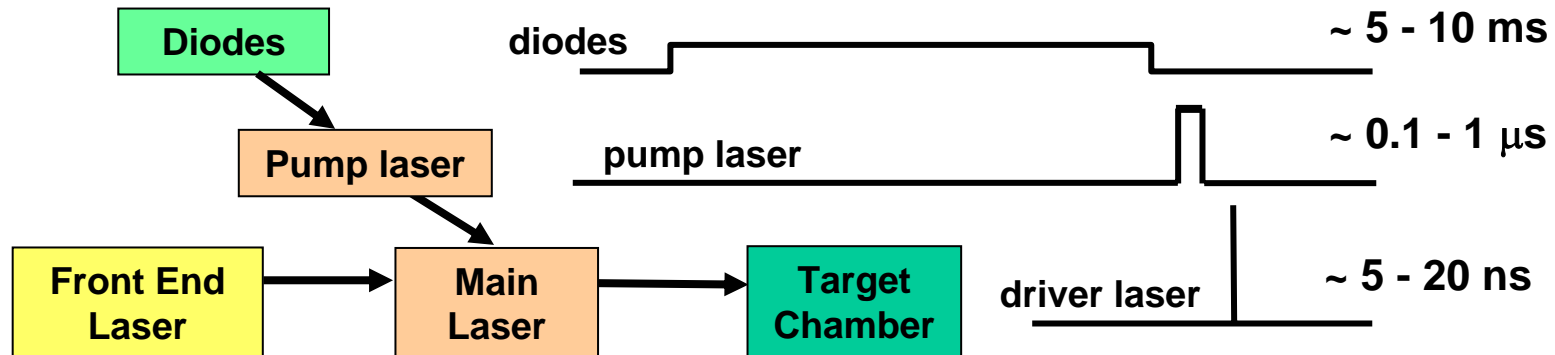 Diodes
diodes
~ 5 - 10 ms
Pump laser
pump laser
~ 0.1 - 1 μs
Front End
Laser
Main
Laser
Target
Chamber
driver laser
~ 5 - 20 ns